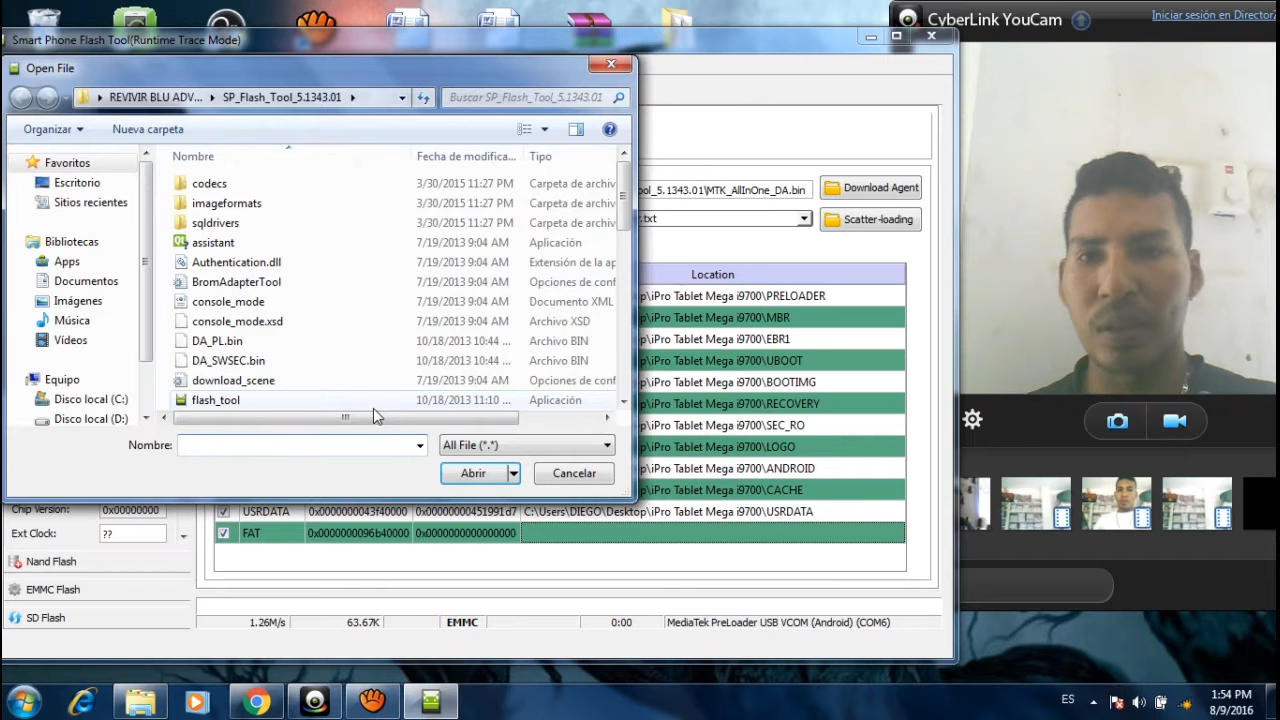 CyberLink YouCam
Iniciar sesión en Director
Smart Phone Flash Tool(Runtime Trace Mode)
Open File
REVIVIR BLU ADV... SP_Flash_Tool_5.1343.01
Buscar SP_Flash_Tool_5.1343.01
Organizar Nueva carpeta
Nombre Fecha de modifica... Tipo
Favoritos
Escritorio
Sitios recientes
Bibliotecas
Apps
Documentos
Imágenes
Música
Vídeos
Equipo
Disco local (C:)
Disco local (D:)
codecs 3/30/2015 11:27 PM Carpeta de archiv
imageformats 3/30/2015 11:27 PM Carpeta de archiv
sqldrivers 3/30/2015 11:27 PM Carpeta de archiv
assistant 7/19/2013 9:04 AM Aplicación
Authentication.dll 7/19/2013 9:04 AM Extensión de la ap
BromAdapterTool 7/19/2013 9:04 AM Opciones de conf
console_mode 7/19/2013 9:04 AM Documento XML
console_mode.xsd 7/19/2013 9:04 AM Archivo XSD
DA_PL.bin 10/18/2013 10:44 ... Archivo BIN
DA_SWSEC.bin 10/18/2013 10:44 ... Archivo BIN
download_scene 7/19/2013 9:04 AM Opciones de conf
flash_tool 10/18/2013 11:10 ... Aplicación
Nombre: All File (*.*)
Abrir Cancelar
ool_5.1343.01\MTK_AllInOne_DA.bin Download Agent
r.txt Scatter-loading
Location
p\iPro Tablet Mega i9700\PRELOADER
p\iPro Tablet Mega i9700\MBR
p\iPro Tablet Mega i9700\EBR1
p\iPro Tablet Mega i9700\UBOOT
p\iPro Tablet Mega i9700\BOOTIMG
p\iPro Tablet Mega i9700\RECOVERY
p\iPro Tablet Mega i9700\SEC_RO
p\iPro Tablet Mega i9700\LOGO
p\iPro Tablet Mega i9700\ANDROID
p\iPro Tablet Mega i9700\CACHE
USRDATA 0x0000000043f40000 0x00000000451991d7 C:\Users\DIEGO\Desktop\iPro Tablet Mega i9700\USRDATA
FAT 0x0000000096b40000 0x0000000000000000
Chip Version: 0x00000000
Ext Clock: ??
Nand Flash
EMMC Flash
SD Flash
1.26M/s 63.67K EMMC 0:00 MediaTek PreLoader USB VCOM (Android) (COM6)
ES 1:54 PM
8/9/2016